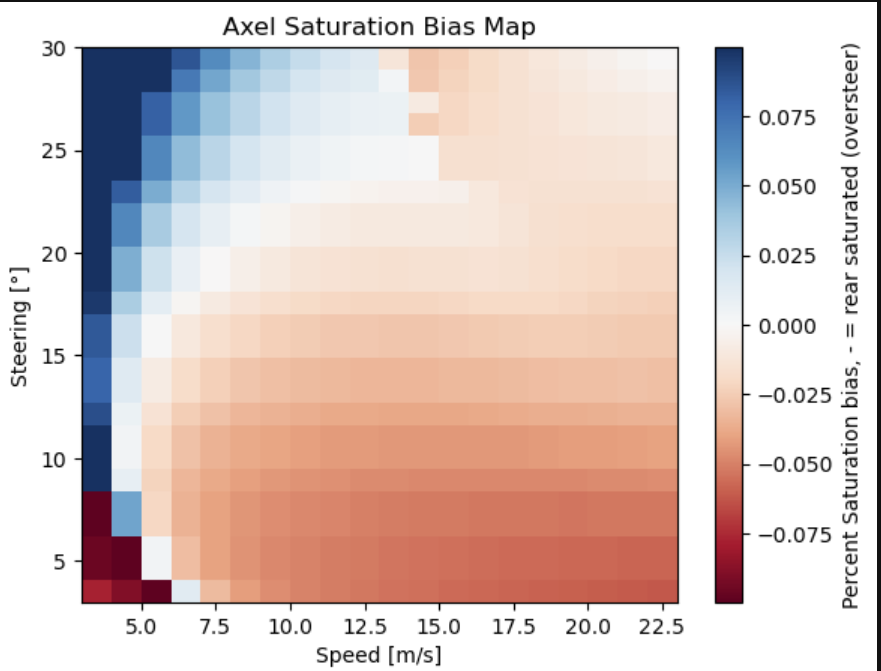 Axel Saturation Bias Map
30
25
20
15
10
5
Steering [°]
5.0 7.5 10.0 12.5 15.0 17.5 20.0 22.5
Speed [m/s]
0.075
0.050
0.025
0.000
−0.025
−0.050
−0.075
Percent Saturation bias, - = rear saturated (oversteer)